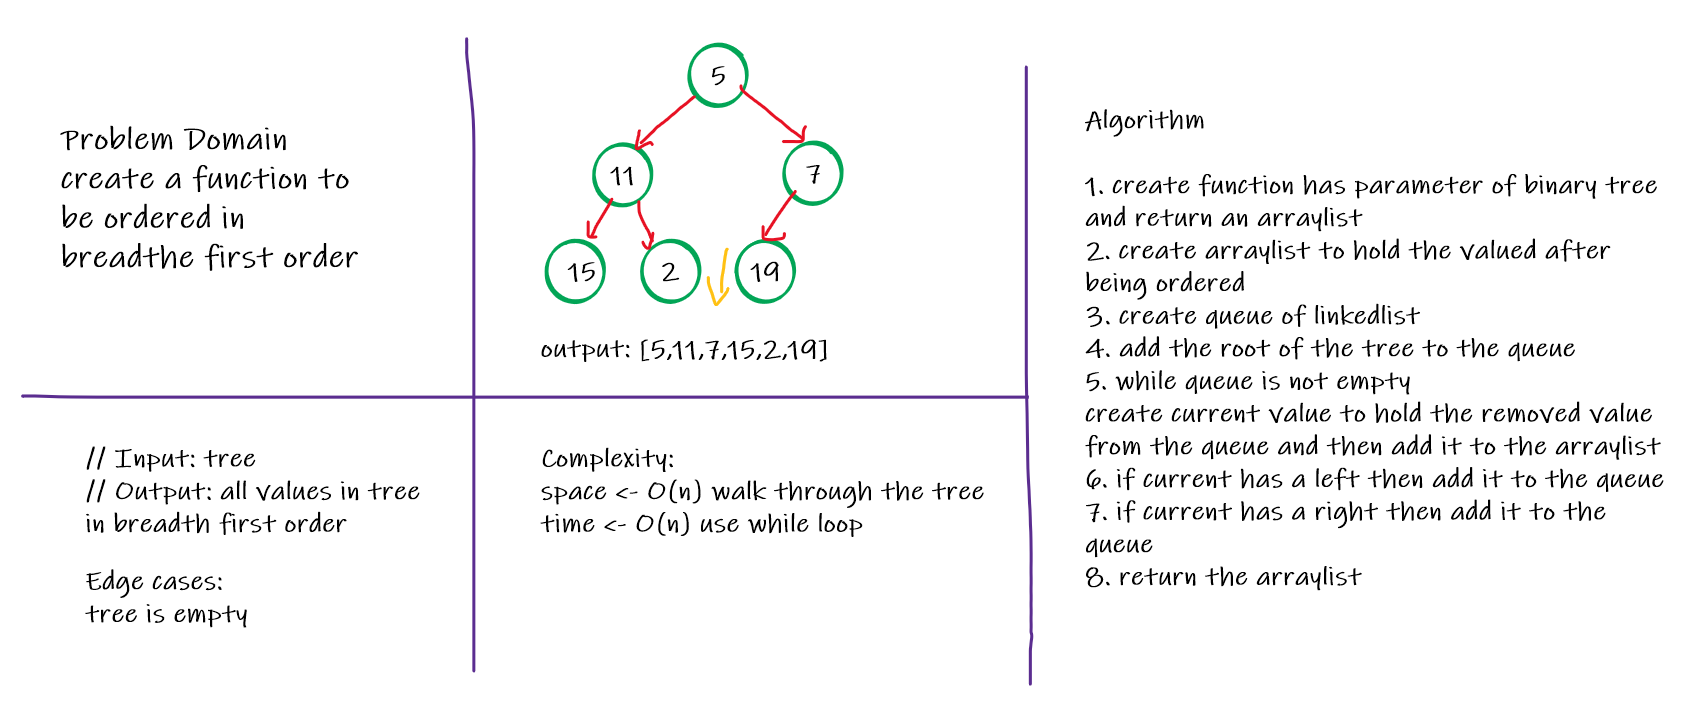 Problem Domain
create a function to
be ordered in
breadthe first order
5
11
7
15
2
19
output: [5,11,7,15,2,19]
// Input: tree
// Output: all values in tree
in breadth first order
Edge cases:
tree is empty
Complexity:
space <- O(n) walk through the tree
time <- O(n) use while loop
Algorithm
1. create function has parameter of binary tree
and return an arraylist
2. create arraylist to hold the valued after
being ordered
3. create queue of linkedlist
4. add the root of the tree to the queue
5. while queue is not empty
create current value to hold the removed value
from the queue and then add it to the arraylist
6. if current has a left then add it to the queue
7. if current has a right then add it to the
queue
8. return the arraylist